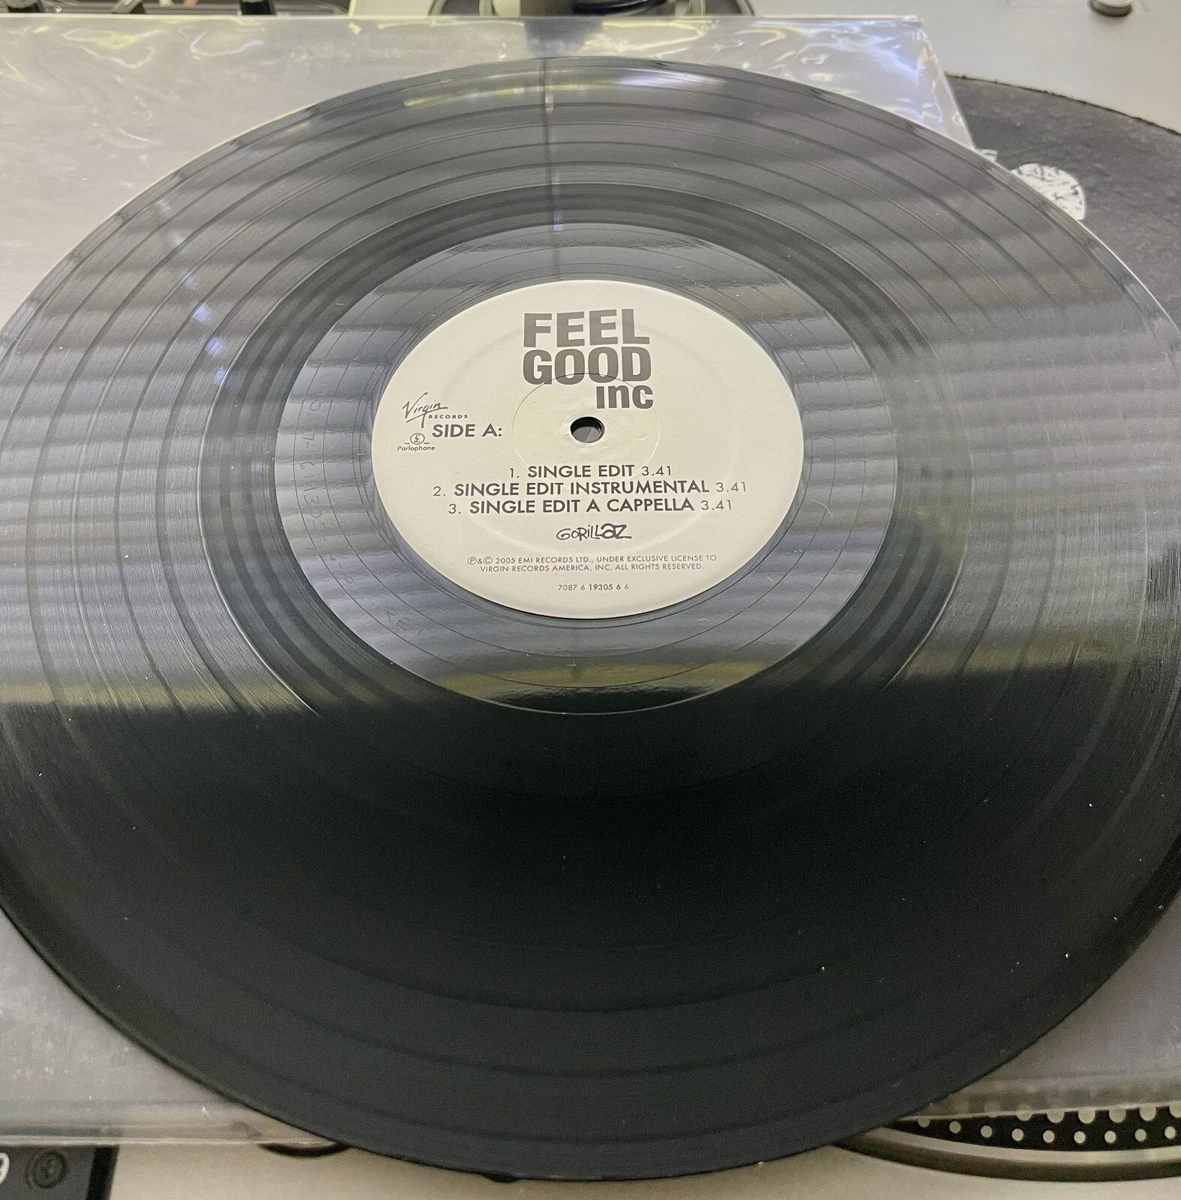 FEEL
GOOD
inc
Virgin
RECORDS
Parlophone
SIDE A:
1. SINGLE EDIT 3.41
2. SINGLE EDIT INSTRUMENTAL 3.41
3. SINGLE EDIT A CAPPELLA 3.41
GORILLAZ
℗&© 2005 EMI RECORDS LTD., UNDER EXCLUSIVE LICENSE TO
VIRGIN RECORDS AMERICA, INC. ALL RIGHTS RESERVED.
7087 6 19305 6 6
9